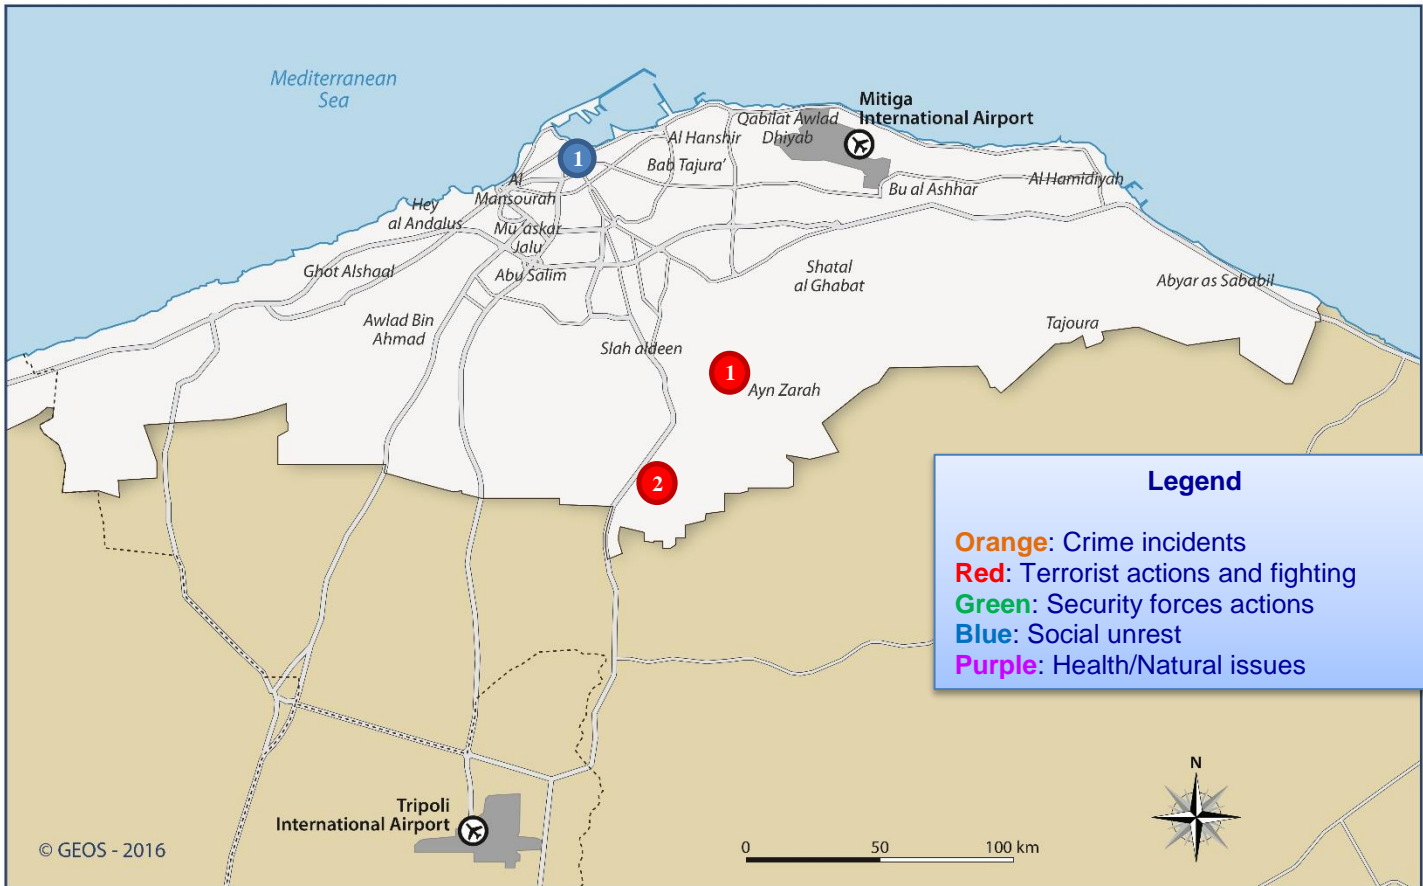 Mediterranean
Sea
Mitiga
International Airport
Qabilat Awlad
Dhiyab
Al Hanshir
1
Bab Tajura'
Al
Mansourah
Bu al Ashhar
Al Hamidiyah
Hey
al Andalus
Mu'askar
Jalu
Ghot Alshaal
Abu Salim
Shatal
al Ghabat
Abyar as Sababil
Awlad Bin
Ahmad
Tajoura
Slah aldeen
1
Ayn Zarah
2
Legend
Orange: Crime incidents
Red: Terrorist actions and fighting
Green: Security forces actions
Blue: Social unrest
Purple: Health/Natural issues
N
Tripoli
International Airport
© GEOS - 2016
0 50 100 km